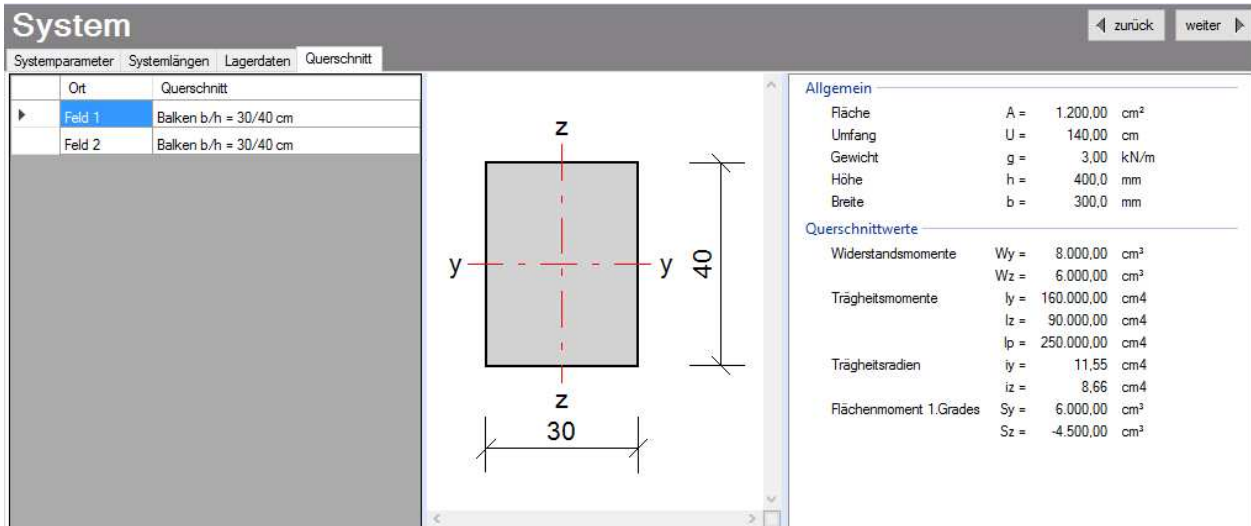 System
zurück weiter
Systemparameter Systemlängen Lagerdaten Querschnitt
Ort Querschnitt
Feld 1 Balken b/h = 30/40 cm
Feld 2 Balken b/h = 30/40 cm
z
y y
40
z
30
Allgemein
Fläche A = 1.200,00 cm²
Umfang U = 140,00 cm
Gewicht g = 3,00 kN/m
Höhe h = 400,0 mm
Breite b = 300,0 mm
Querschnittwerte
Widerstandsmomente Wy = 8.000,00 cm³
Wz = 6.000,00 cm³
Trägheitsmomente Iy = 160.000,00 cm4
Iz = 90.000,00 cm4
Ip = 250.000,00 cm4
Trägheitsradien iy = 11,55 cm4
iz = 8,66 cm4
Flächenmoment 1.Grades Sy = 6.000,00 cm³
Sz = -4.500,00 cm³